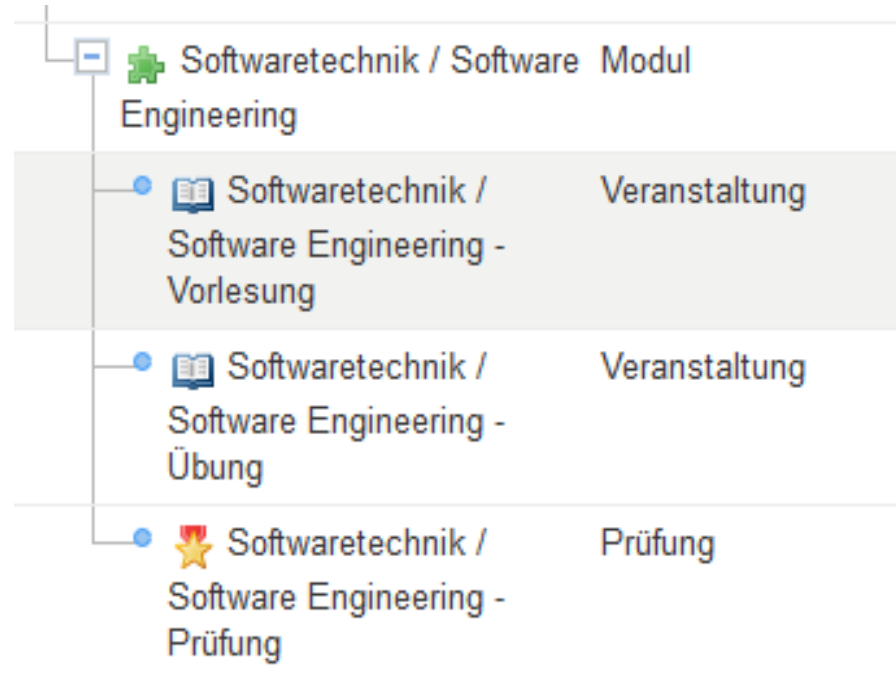 Softwaretechnik / Software Modul
Engineering
Softwaretechnik / Veranstaltung
Software Engineering -
Vorlesung
Softwaretechnik / Veranstaltung
Software Engineering -
Übung
Softwaretechnik / Prüfung
Software Engineering -
Prüfung